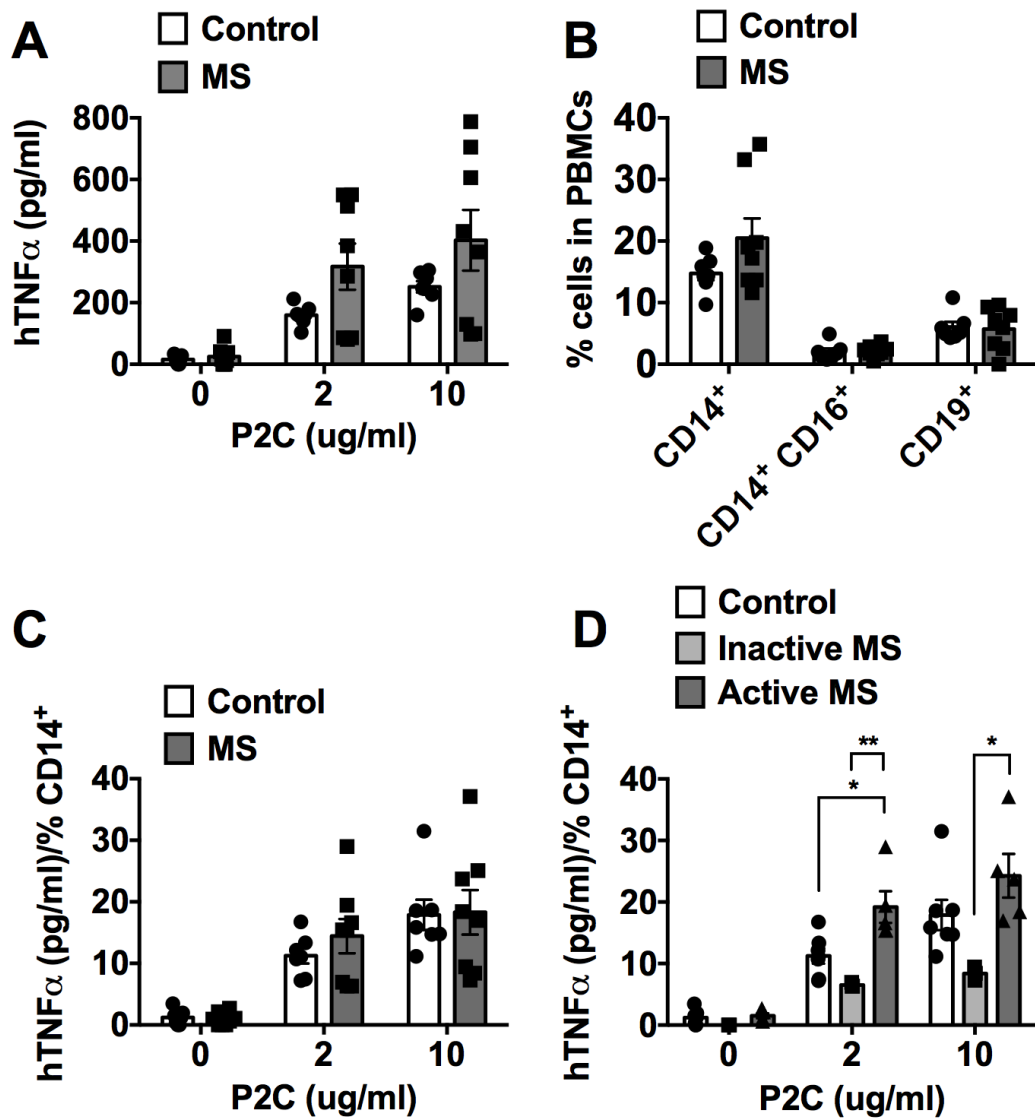 A
Control
MS
hTNFα (pg/ml)
800
600
400
200
0
0 2 10
P2C (ug/ml)
B
Control
MS
% cells in PBMCs
40
30
20
10
0
CD14⁺
CD14⁺ CD16⁺
CD19⁺
C
Control
MS
hTNFα (pg/ml)/% CD14⁺
40
30
20
10
0
0 2 10
P2C (ug/ml)
D
Control
Inactive MS
Active MS
hTNFα (pg/ml)/% CD14⁺
40
30
20
10
0
**
*
*
0 2 10
P2C (ug/ml)